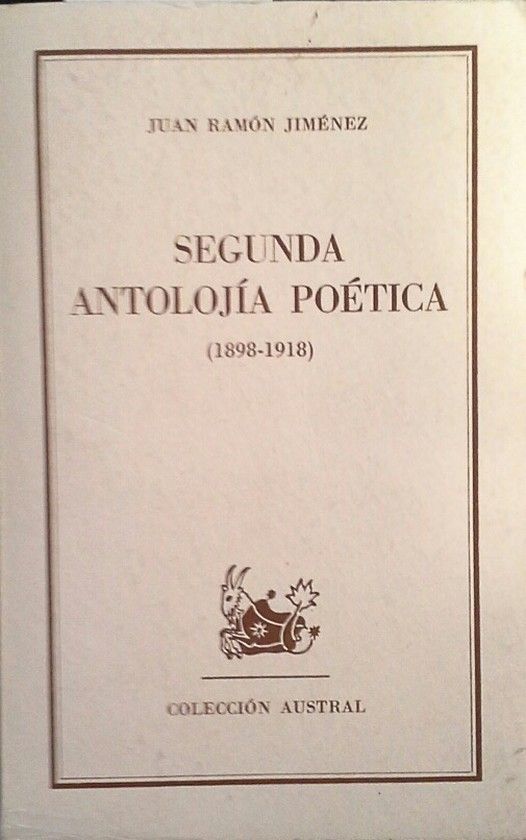 JUAN RAMÓN JIMÉNEZ
SEGUNDA
ANTOLOJÍA POÉTICA
(1898-1918)
COLECCIÓN AUSTRAL